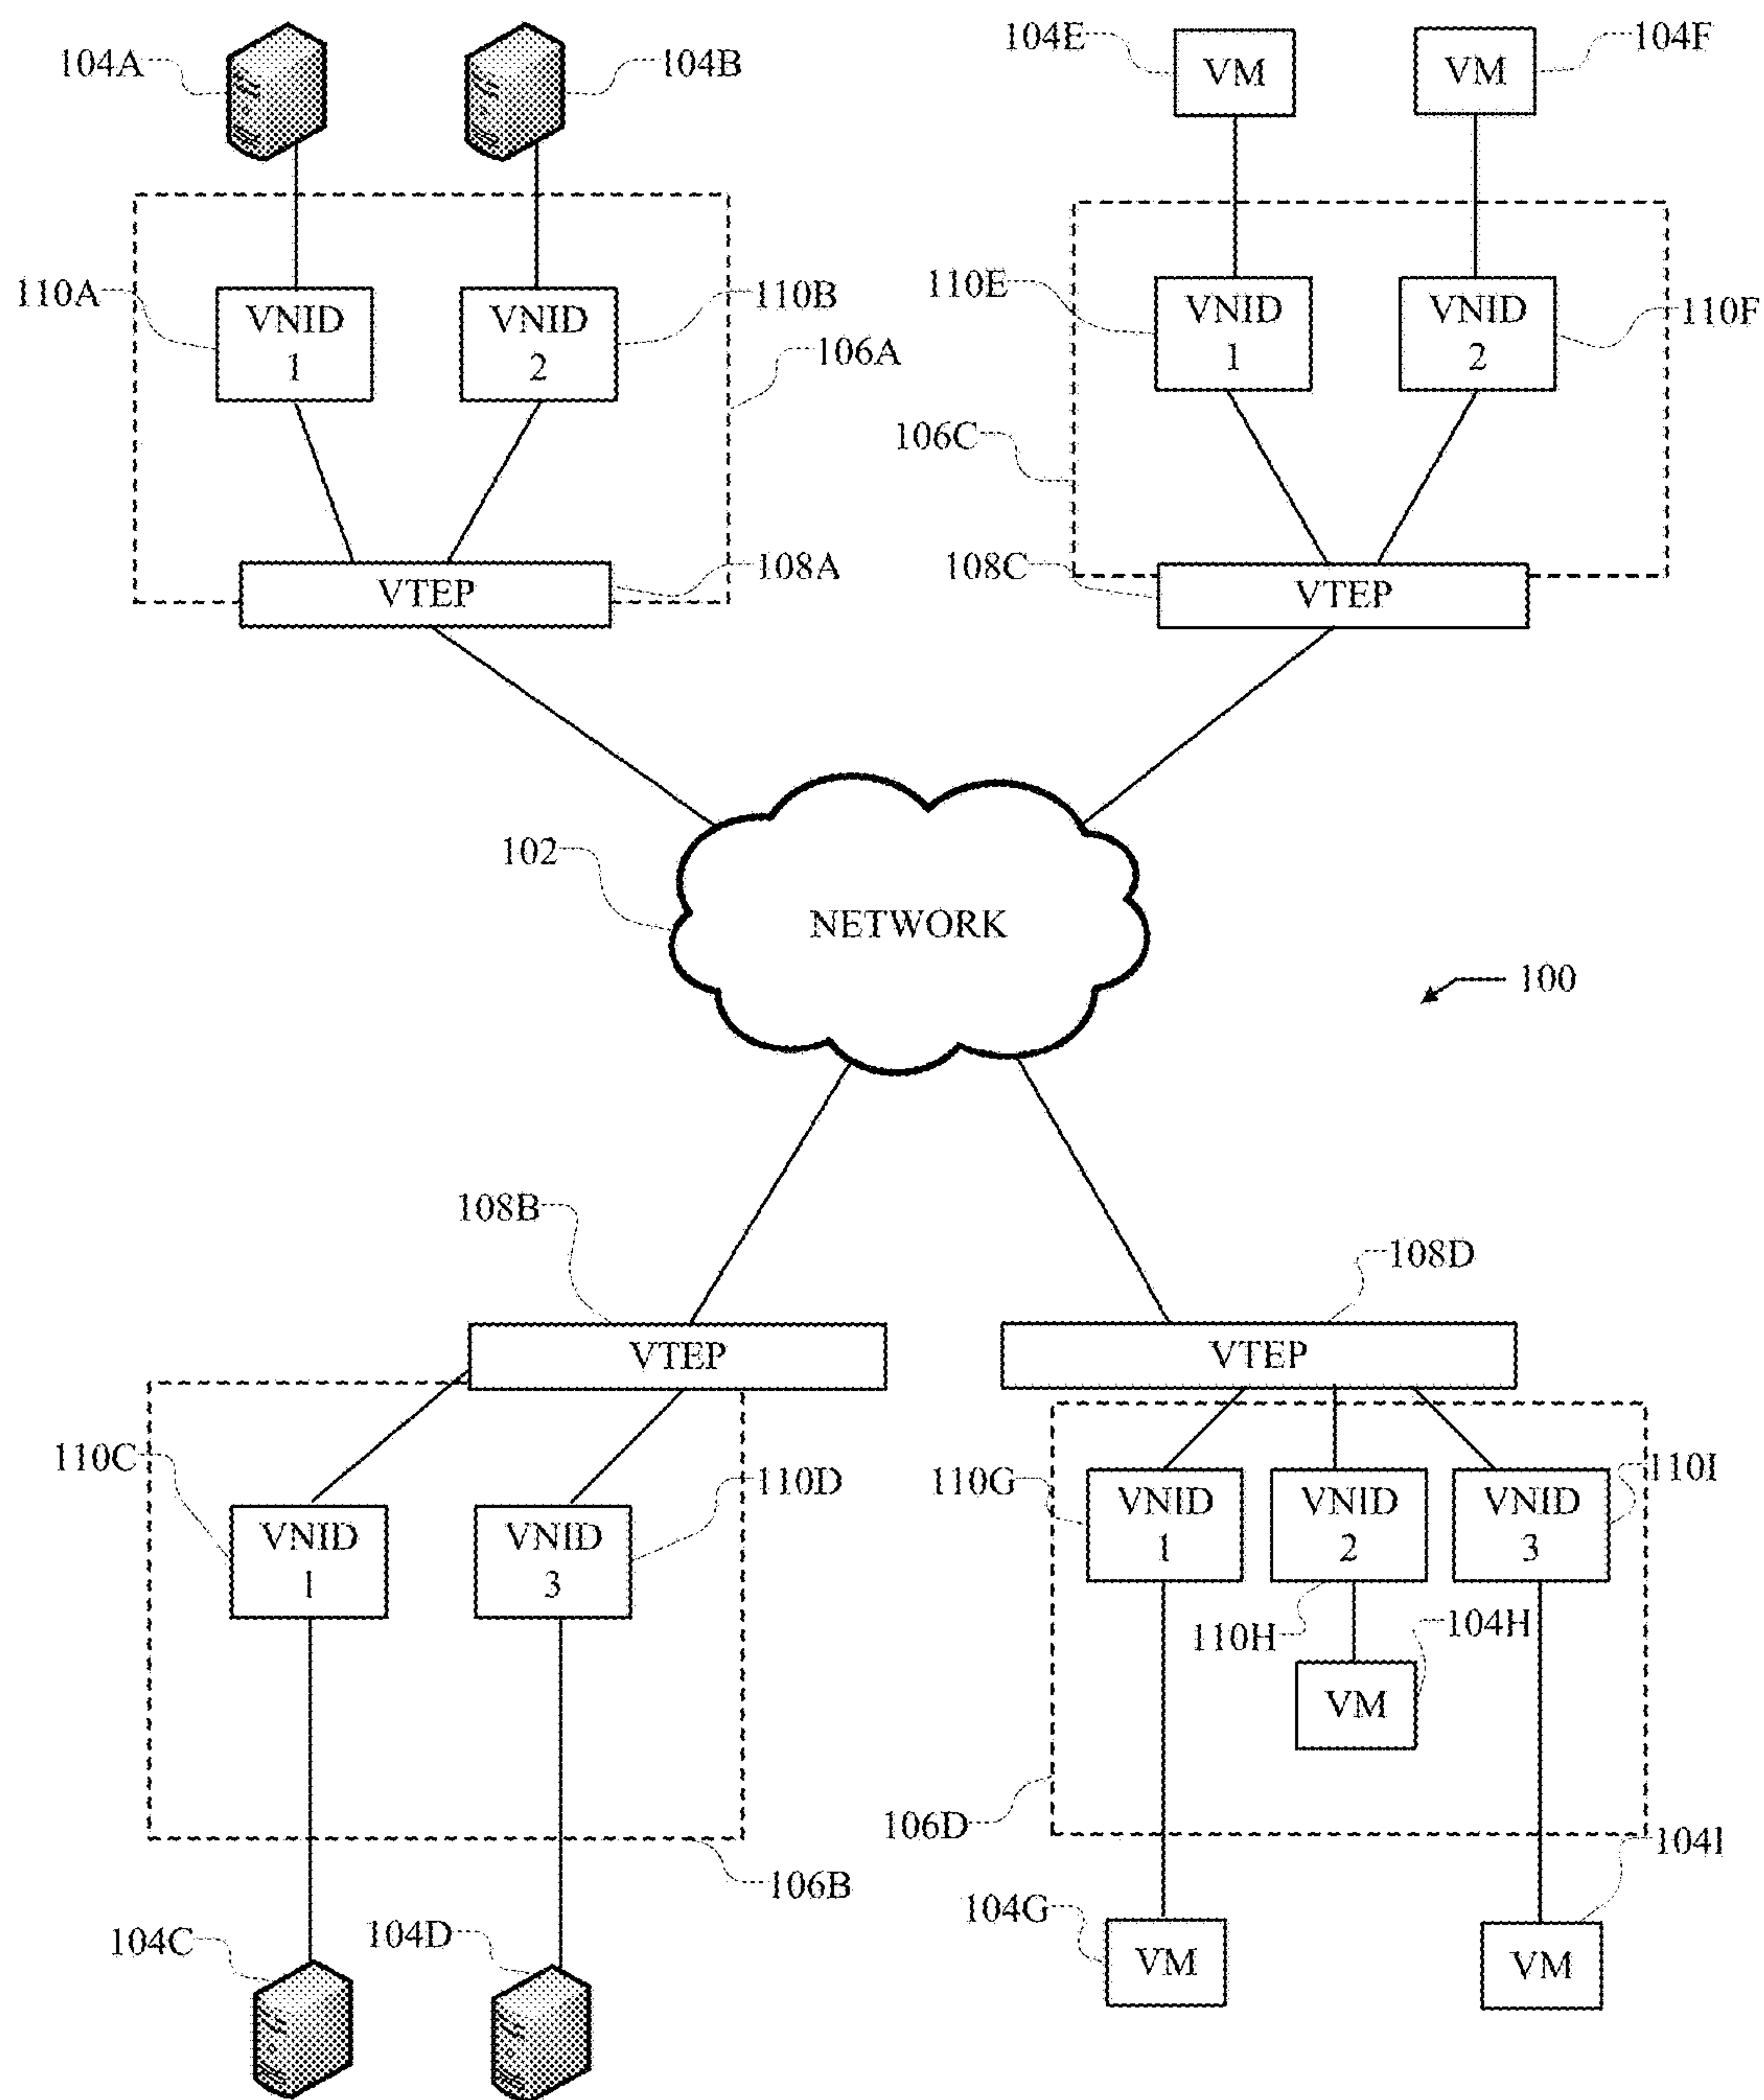 104A
104B
104E
VM
VM
104F
110A
VNID
1
VNID
2
110B
106A
110E
VNID
1
VNID
2
110F
106C
VTEP
108A
108C
VTEP
102
NETWORK
100
108B
108D
VTEP
VTEP
110C
VNID
1
VNID
3
110D
110G
VNID
1
VNID
2
VNID
3
110I
110H
104H
VM
106D
106B
104I
104C
104D
104G
VM
VM